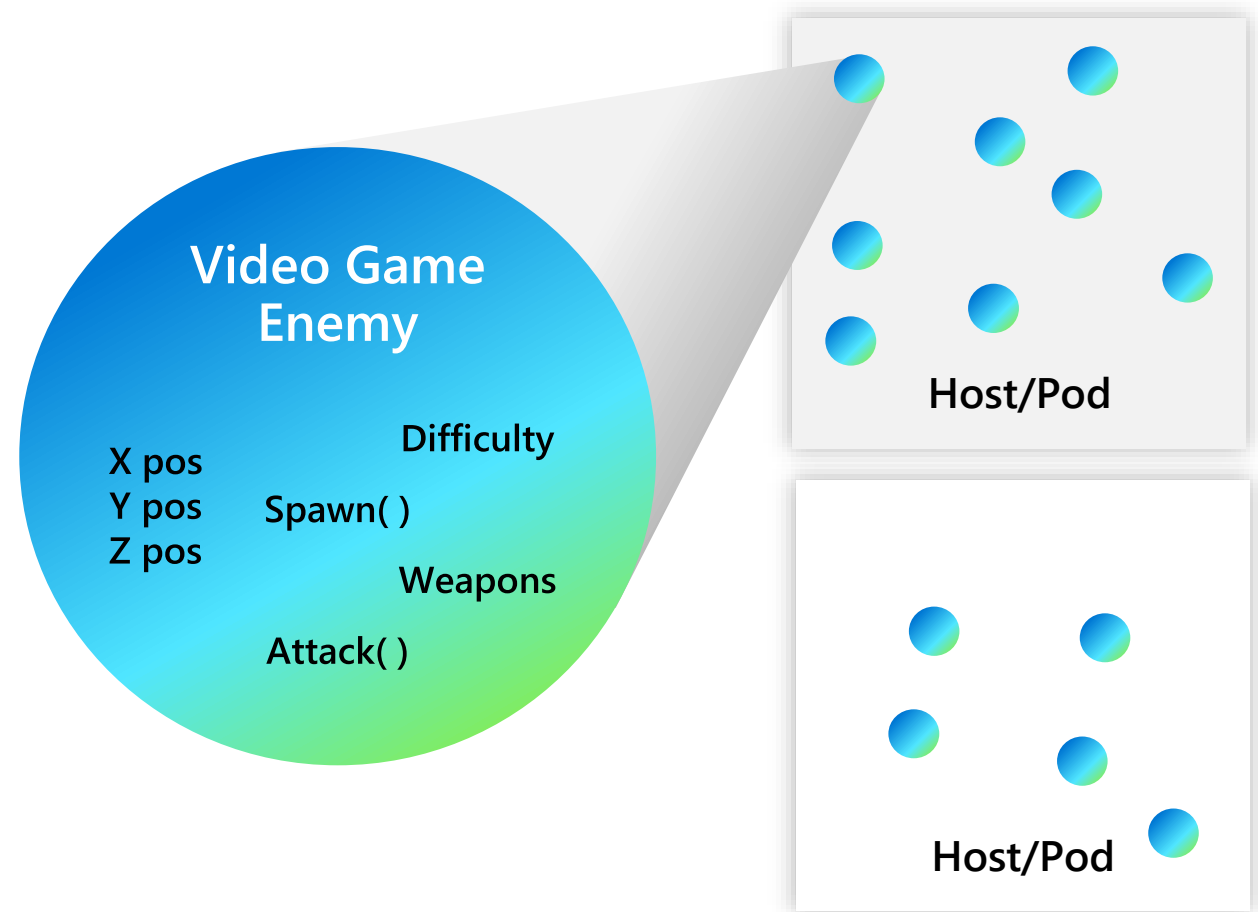 Video Game
Enemy
Difficulty
X pos
Y pos
Z pos
Spawn( )
Weapons
Attack( )
Host/Pod
Host/Pod